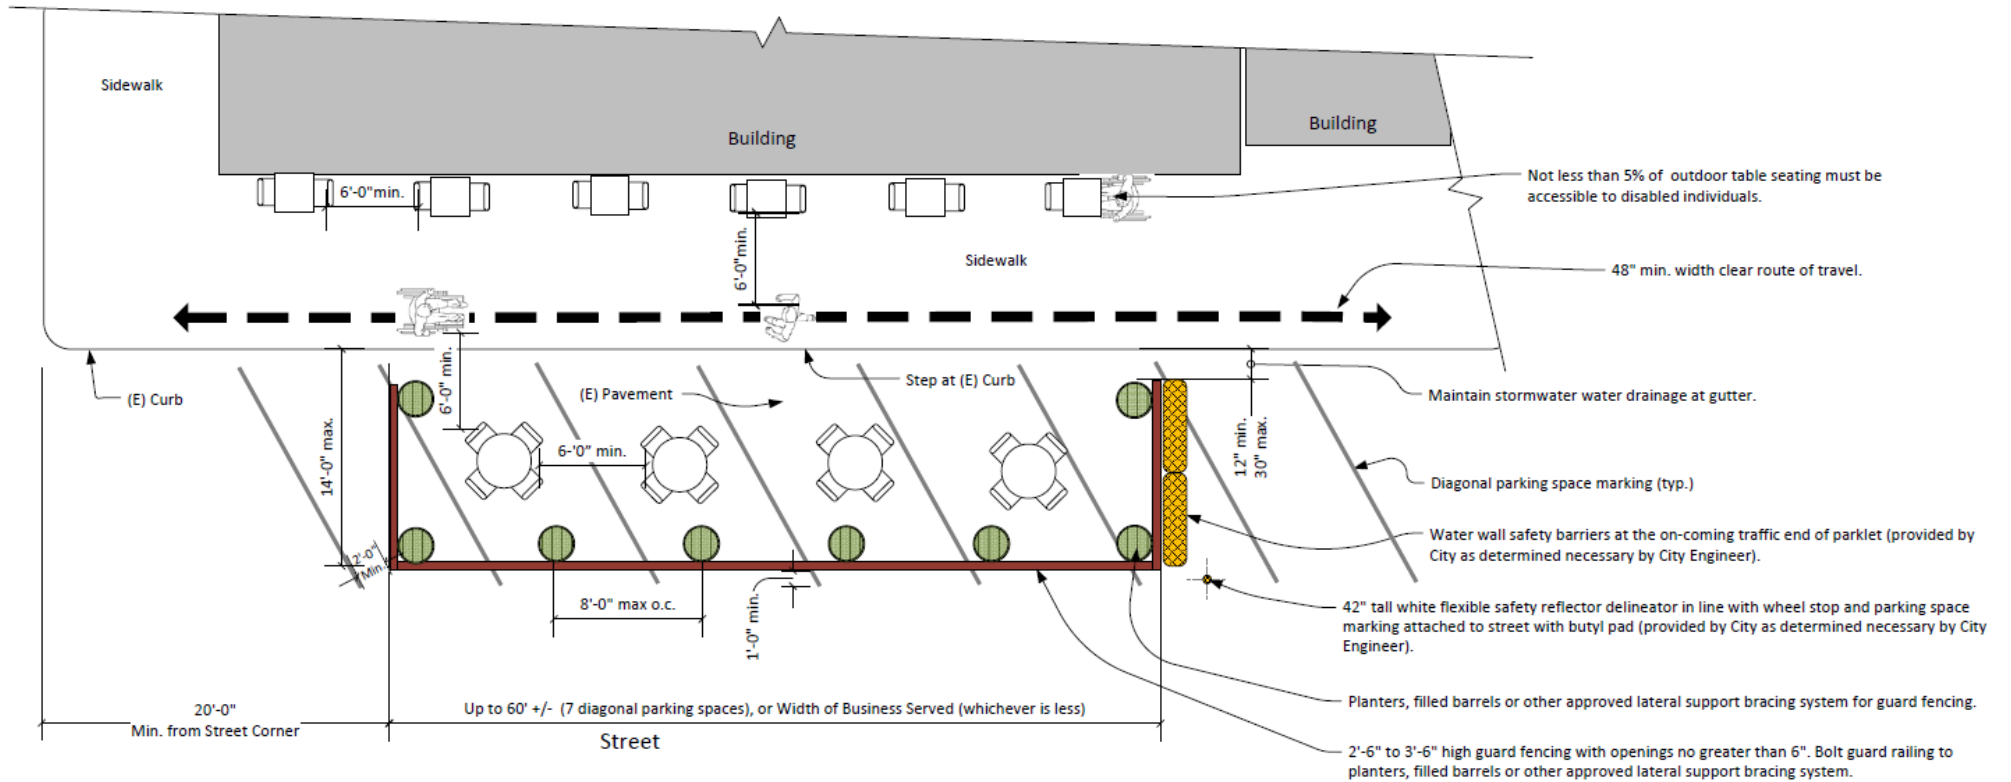 Sidewalk
Building
Building
6'-0"min.
Not less than 5% of outdoor table seating must be
accessible to disabled individuals.
6'-0"min.
Sidewalk
48" min. width clear route of travel.
(E) Curb
6'-0" min.
(E) Pavement
Step at (E) Curb
Maintain stormwater water drainage at gutter.
14'-0" max.
6-'0" min.
12" min.
30" max.
Diagonal parking space marking (typ.)
Water wall safety barriers at the on-coming traffic end of parklet (provided by
City as determined necessary by City Engineer).
2'-0"
Min.
8'-0" max o.c.
1'-0" min.
42" tall white flexible safety reflector delineator in line with wheel stop and parking space
marking attached to street with butyl pad (provided by City as determined necessary by City
Engineer).
20'-0"
Min. from Street Corner
Up to 60' +/- (7 diagonal parking spaces), or Width of Business Served (whichever is less)
Street
Planters, filled barrels or other approved lateral support bracing system for guard fencing.
2'-6" to 3'-6" high guard fencing with openings no greater than 6". Bolt guard railing to
planters, filled barrels or other approved lateral support bracing system.